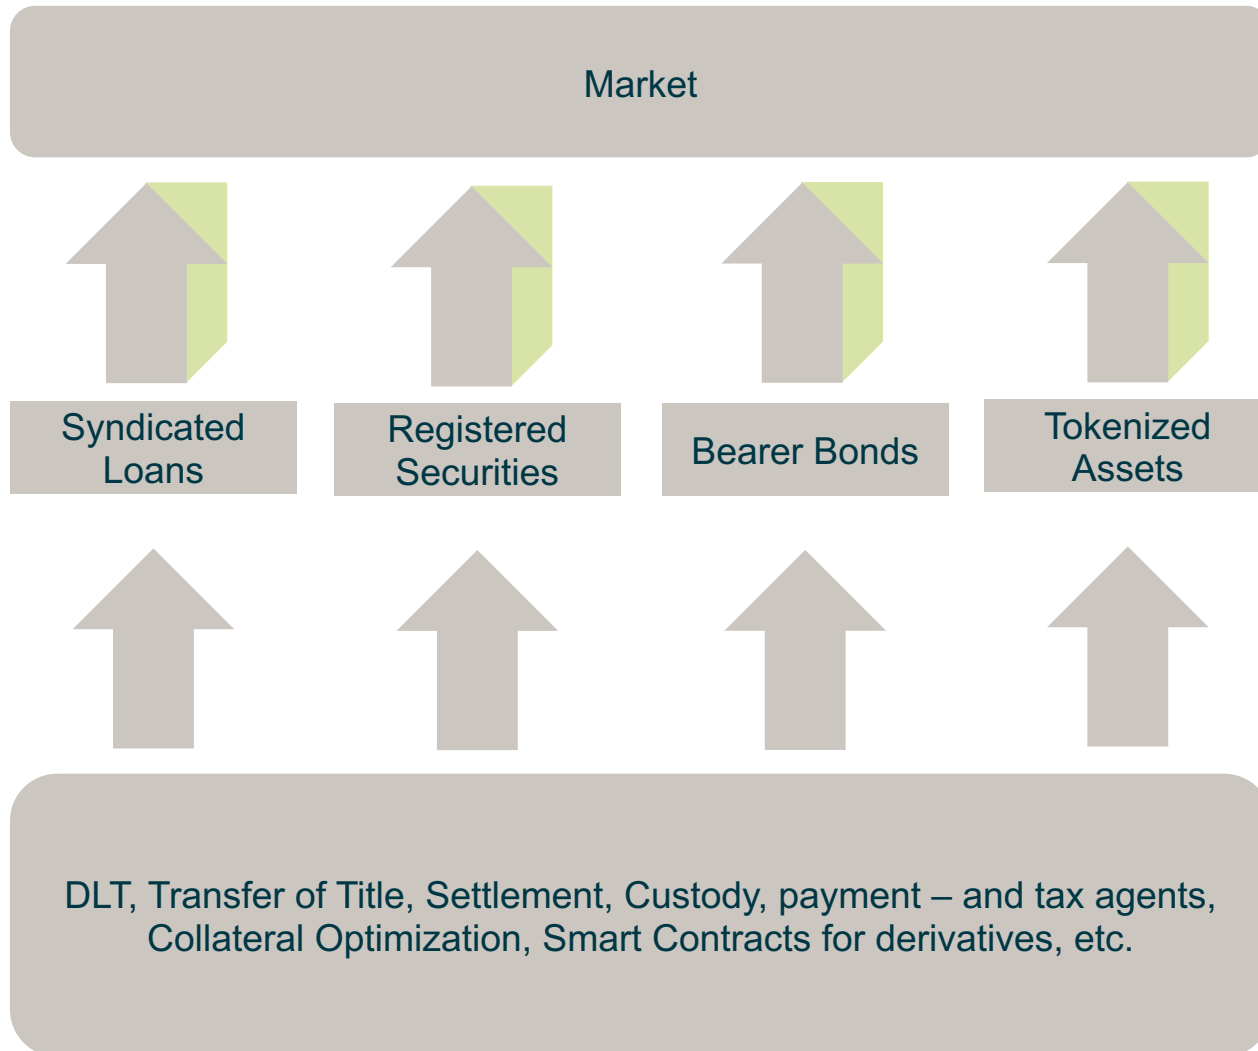 Market
Syndicated
Loans
Registered
Securities
Bearer Bonds
Tokenized
Assets
DLT, Transfer of Title, Settlement, Custody, payment – and tax agents,
Collateral Optimization, Smart Contracts for derivatives, etc.